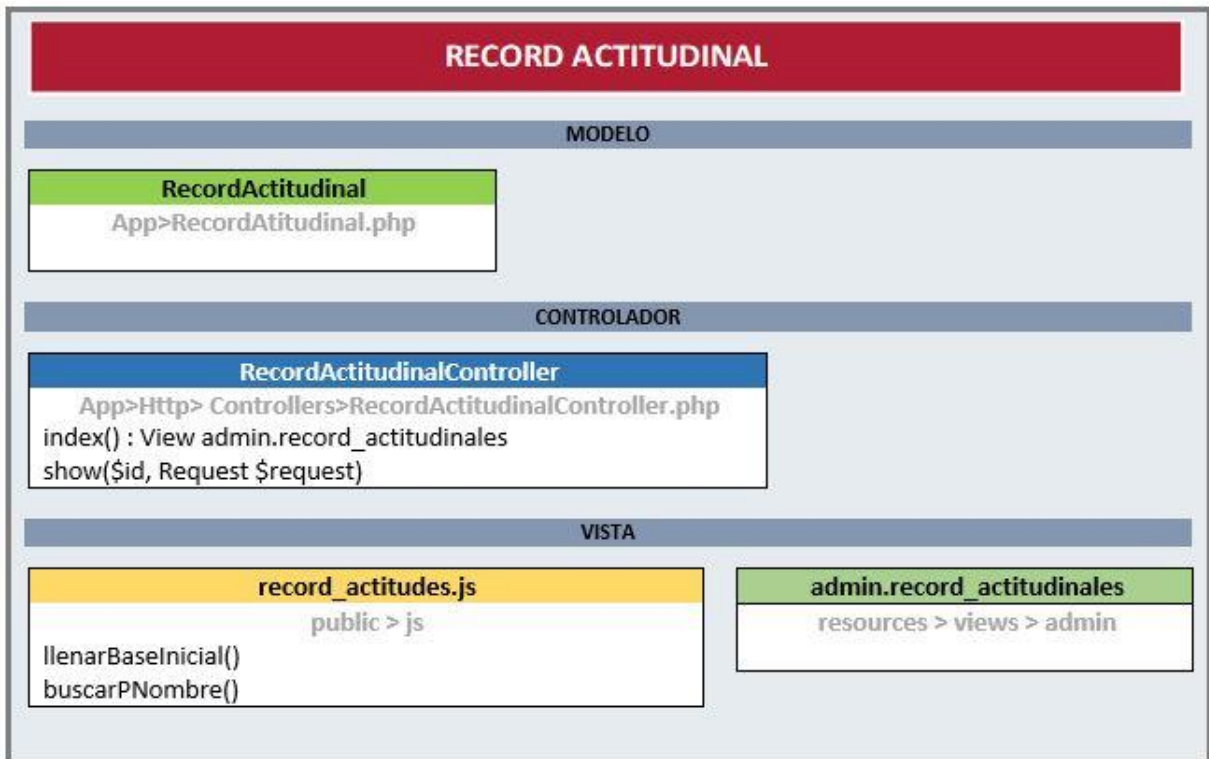 RECORD ACTITUDINAL
MODELO
RecordActitudinal
App>RecordAtitudinal.php
CONTROLADOR
RecordActitudinalController
App>Http> Controllers>RecordActitudinalController.php
index() : View admin.record_actitudinales
show($id, Request $request)
VISTA
record_actitudes.js
public > js
llenarBaseInicial()
buscarPNombre()
admin.record_actitudinales
resources > views > admin